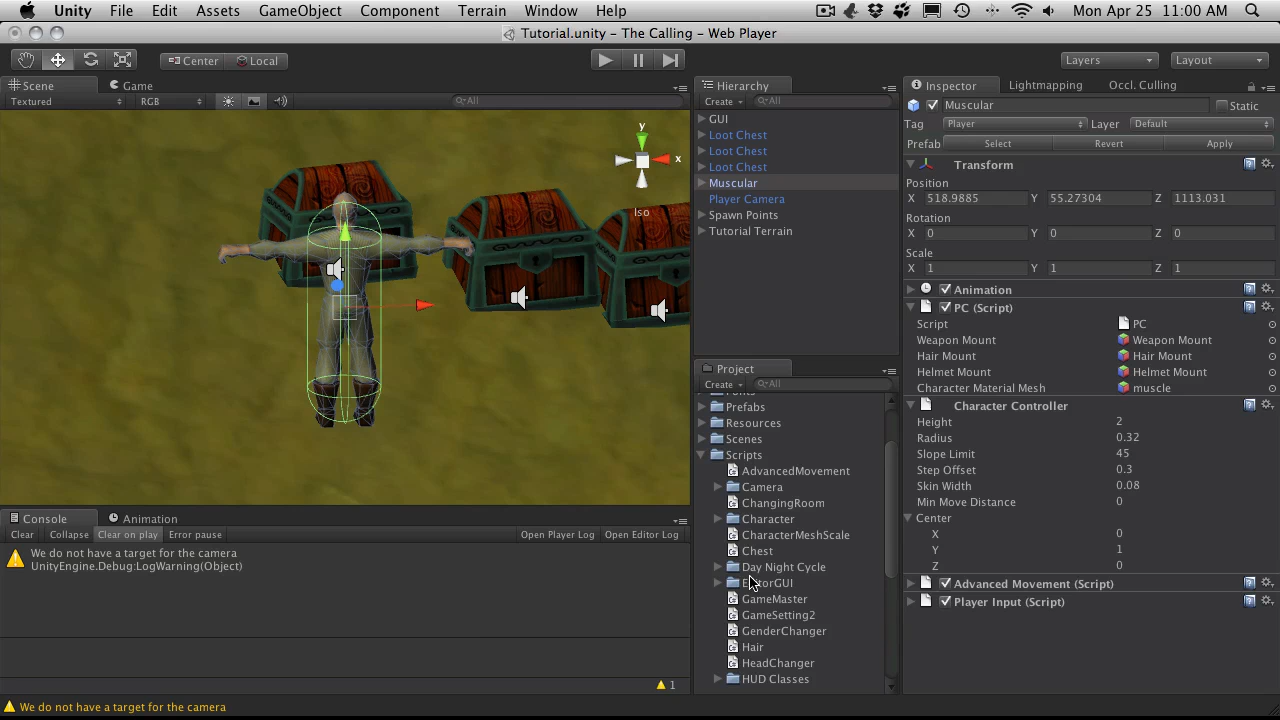 Unity File Edit Assets GameObject Component Terrain Window Help Mon Apr 25 11:00 AM
Tutorial.unity - The Calling - Web Player
Center Local Layers Layout
Scene Game
Textured RGB All
y
x
Iso
Hierarchy
Create All
GUI
Loot Chest
Loot Chest
Loot Chest
Muscular
Player Camera
Spawn Points
Tutorial Terrain
Project
Create All
Prefabs
Resources
Scenes
Scripts
AdvancedMovement
Camera
ChangingRoom
Character
CharacterMeshScale
Chest
Day Night Cycle
GameMaster
GameSetting2
GenderChanger
Hair
HeadChanger
HUD Classes
Inspector Lightmapping Occl. Culling
Muscular Static
Tag Player Layer Default
Prefab Select Revert Apply
Transform
Position
X 518.9885 Y 55.27304 Z 1113.031
Rotation
X 0 Y 0 Z 0
Scale
X 1 Y 1 Z 1
Animation
PC (Script)
Script PC
Weapon Mount Weapon Mount
Hair Mount Hair Mount
Helmet Mount Helmet Mount
Character Material Mesh muscle
Character Controller
Height 2
Radius 0.32
Slope Limit 45
Step Offset 0.3
Skin Width 0.08
Min Move Distance 0
Center
X 0
Y 1
Z 0
Advanced Movement (Script)
Player Input (Script)
Console Animation
Clear Collapse Clear on play Error pause Open Player Log Open Editor Log
We do not have a target for the camera
UnityEngine.Debug:LogWarning(Object)
1
We do not have a target for the camera